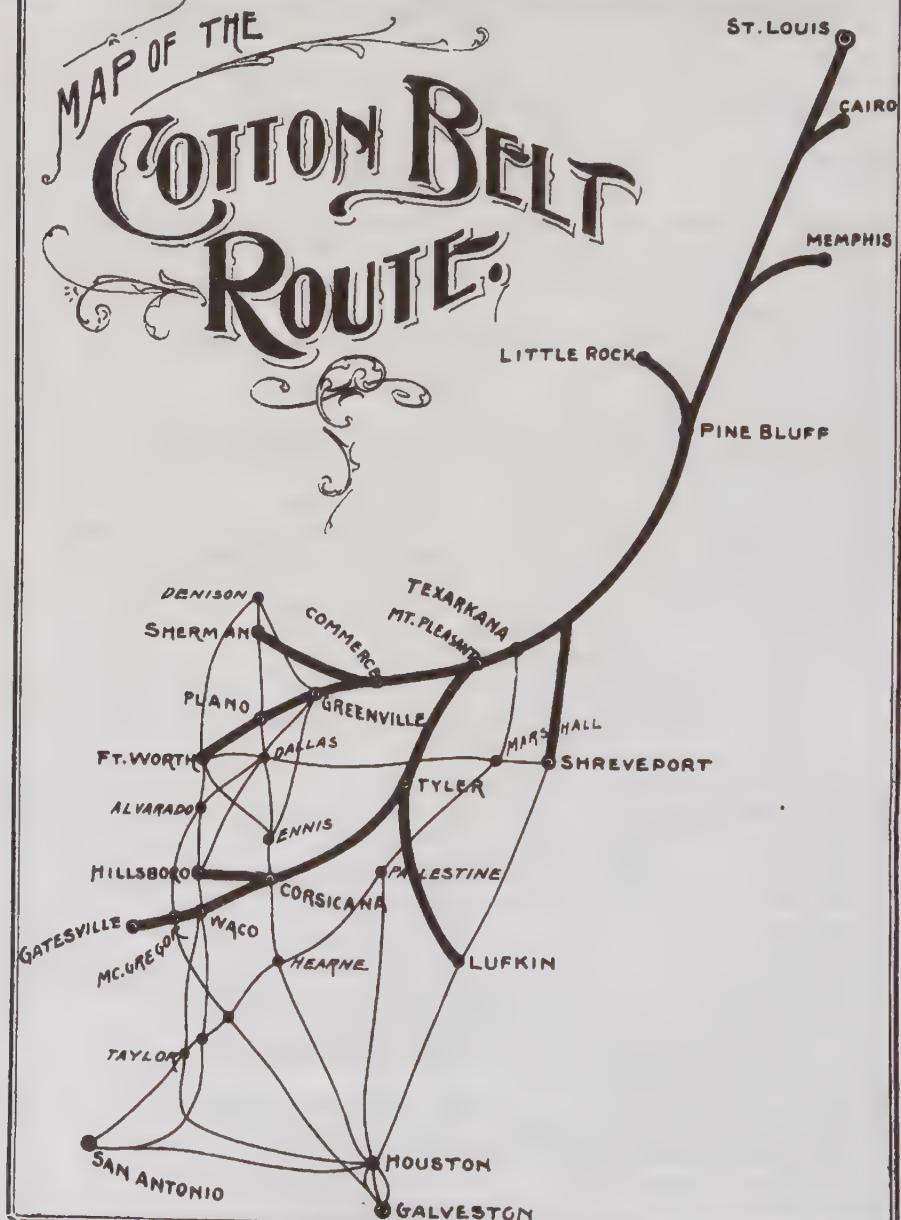 MAP OF THE
COTTON BELT
ROUTE.
ST. LOUIS
CAIRO
MEMPHIS
LITTLE ROCK
PINE BLUFF
DENISON
SHERMAN
COMMERCE
TEXARKANA
MT. PLEASANT
PLANO
GREENVILLE
FT. WORTH
DALLAS
MARSHALL
SHREVEPORT
TYLER
ALVARADO
ENNIS
HILLSBORO
CORSICANA
PALESTINE
GATESVILLE
MC.GREGOR
WACO
HEARNE
LUFKIN
TAYLOR
SAN ANTONIO
HOUSTON
GALVESTON